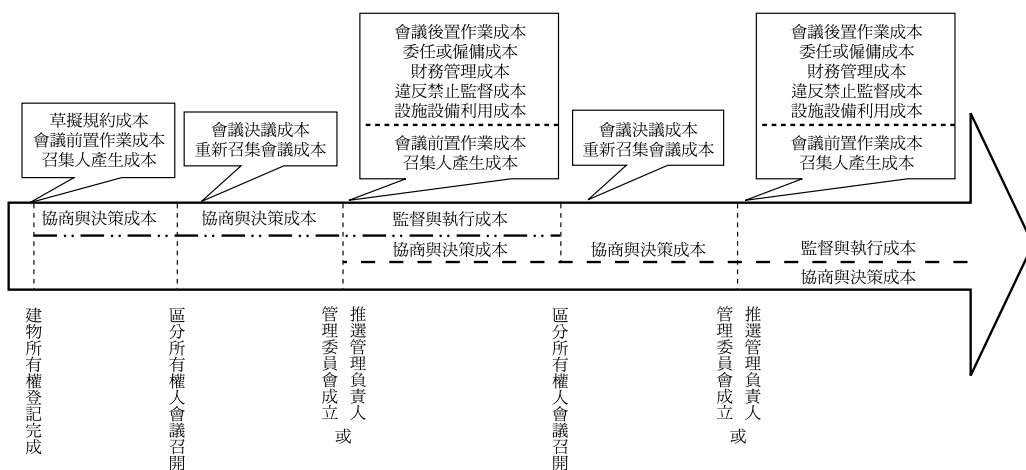 草擬規約成本
會議前置作業成本
召集人產生成本
會議決議成本
重新召集會議成本
會議後置作業成本
委任或僱傭成本
財務管理成本
違反禁止監督成本
設施設備利用成本
會議前置作業成本
召集人產生成本
會議決議成本
重新召集會議成本
會議後置作業成本
委任或僱傭成本
財務管理成本
違反禁止監督成本
設施設備利用成本
會議前置作業成本
召集人產生成本
協商與決策成本
協商與決策成本
監督與執行成本
協商與決策成本
協商與決策成本
監督與執行成本
協商與決策成本
建物所有權登記完成
區分所有權人會議召開
推選管理負責人
或
管理委員會成立
區分所有權人會議召開
推選管理負責人
或
管理委員會成立